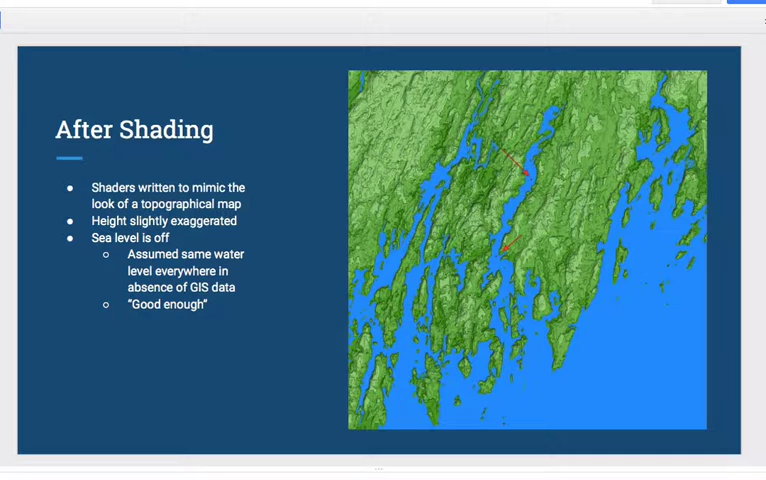 After Shading
● Shaders written to mimic the
look of a topographical map
● Height slightly exaggerated
● Sea level is off
○ Assumed same water
level everywhere in
absence of GIS data
○ “Good enough”